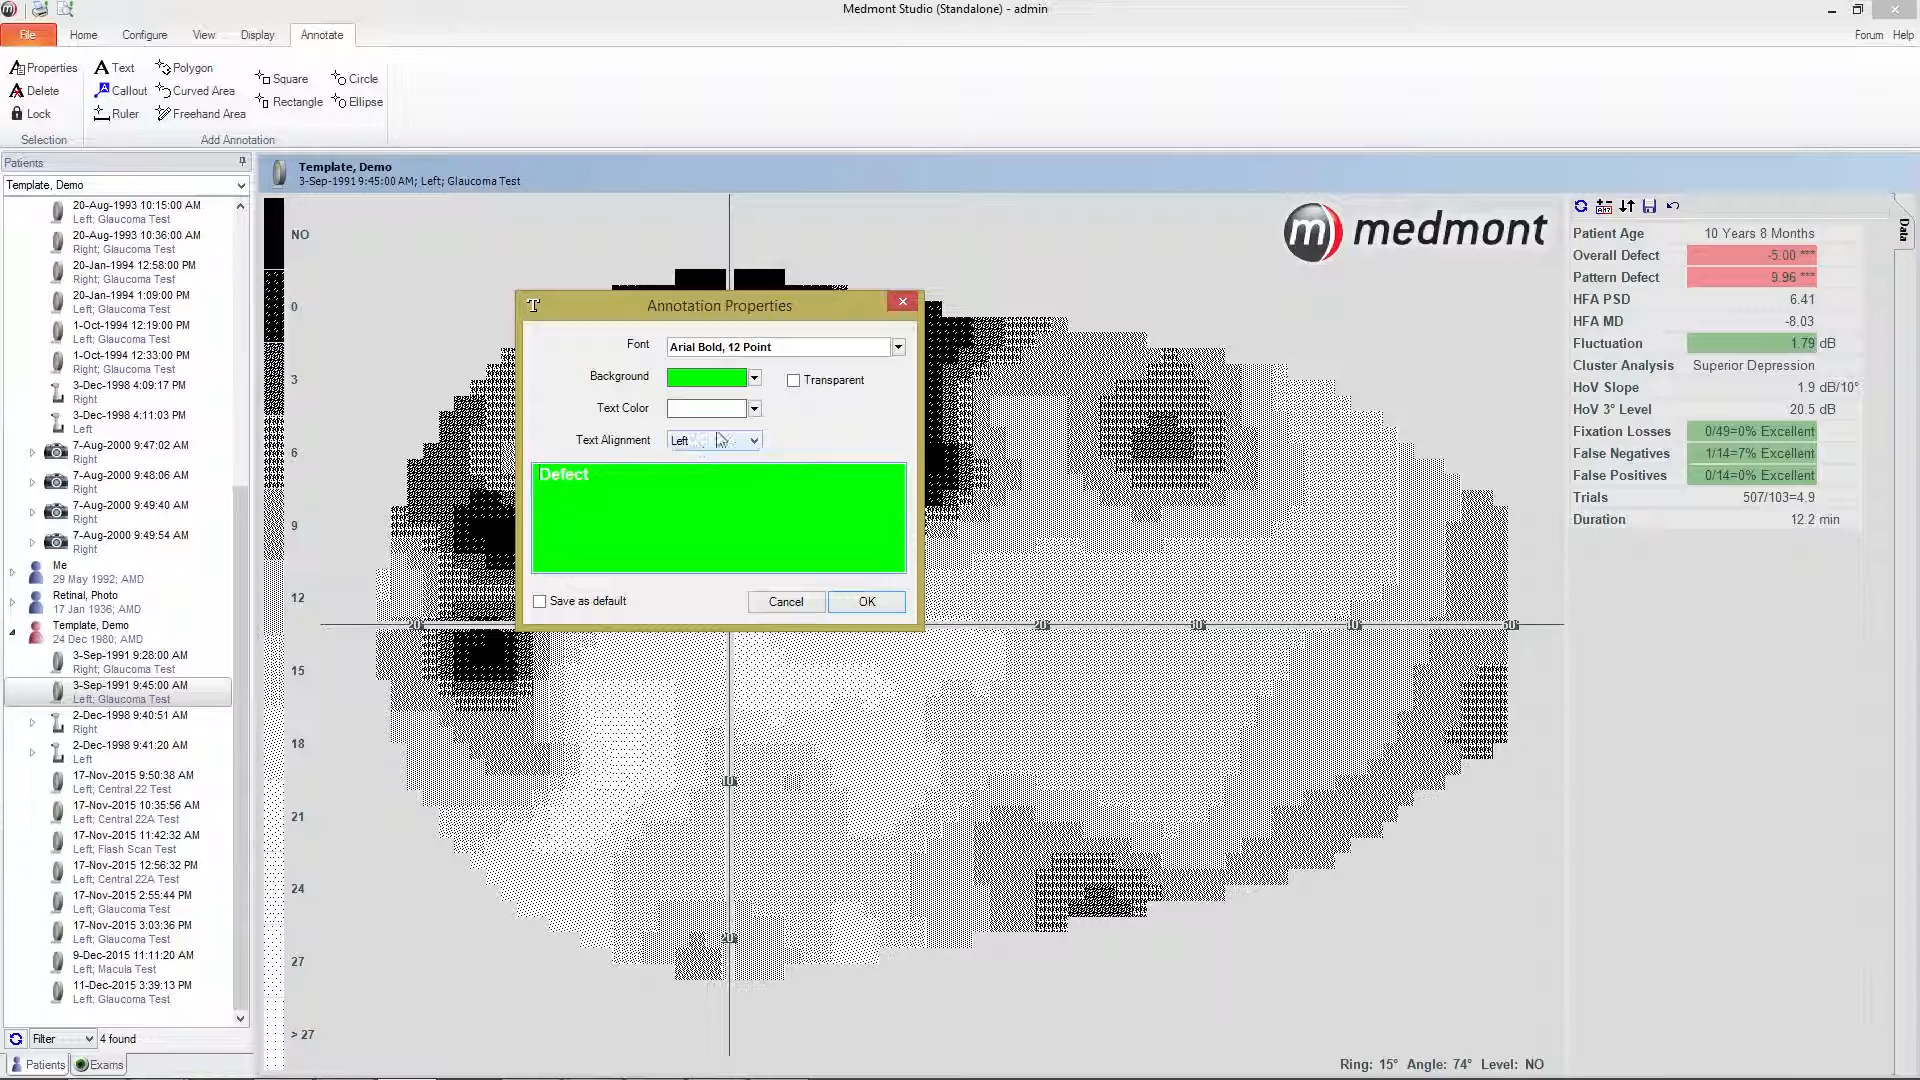 Medmont Studio (Standalone) - admin
File Home Configure View Display Annotate Forum Help
Properties
Delete
Lock
Selection
Text
Callout
Ruler
Polygon
Curved Area
Freehand Area
Square
Rectangle
Circle
Ellipse
Add Annotation
Patients
Template, Demo
20-Aug-1993 10:15:00 AM
Left; Glaucoma Test
20-Aug-1993 10:36:00 AM
Right; Glaucoma Test
20-Jan-1994 12:58:00 PM
Right; Glaucoma Test
20-Jan-1994 1:09:00 PM
Left; Glaucoma Test
1-Oct-1994 12:19:00 PM
Left; Glaucoma Test
1-Oct-1994 12:33:00 PM
Right; Glaucoma Test
3-Dec-1998 4:09:17 PM
Right
3-Dec-1998 4:11:03 PM
Left
7-Aug-2000 9:47:02 AM
Right
7-Aug-2000 9:48:06 AM
Right
7-Aug-2000 9:49:40 AM
Right
7-Aug-2000 9:49:54 AM
Right
Me
29 May 1992; AMD
Retinal, Photo
17 Jan 1936; AMD
Template, Demo
24 Dec 1980; AMD
3-Sep-1991 9:28:00 AM
Right; Glaucoma Test
3-Sep-1991 9:45:00 AM
Left; Glaucoma Test
2-Dec-1998 9:40:51 AM
Right
2-Dec-1998 9:41:20 AM
Left
17-Nov-2015 9:50:38 AM
Left; Central 22 Test
17-Nov-2015 10:35:56 AM
Left; Central 22A Test
17-Nov-2015 11:42:32 AM
Left; Flash Scan Test
17-Nov-2015 12:56:32 PM
Left; Central 22A Test
17-Nov-2015 2:55:44 PM
Left; Glaucoma Test
17-Nov-2015 3:03:36 PM
Left; Glaucoma Test
9-Dec-2015 11:11:20 AM
Left; Macula Test
11-Dec-2015 3:39:13 PM
Left; Glaucoma Test
Filter 4 found
Patients Exams
Template, Demo
3-Sep-1991 9:45:00 AM; Left; Glaucoma Test
NO
0
3
6
9
12
15
18
21
24
27
> 27
m medmont
Annotation Properties
Font Arial Bold, 12 Point
Background Transparent
Text Color
Text Alignment Left
Defect
Save as default Cancel OK
20 20 30 40 50
10
20
Data
Patient Age 10 Years 8 Months
Overall Defect -5.00 ***
Pattern Defect 9.96 ***
HFA PSD 6.41
HFA MD -8.03
Fluctuation 1.79 dB
Cluster Analysis Superior Depression
HoV Slope 1.9 dB/10°
HoV 3° Level 20.5 dB
Fixation Losses 0/49=0% Excellent
False Negatives 1/14=7% Excellent
False Positives 0/14=0% Excellent
Trials 507/103=4.9
Duration 12.2 min
Ring: 15° Angle: 74° Level: NO